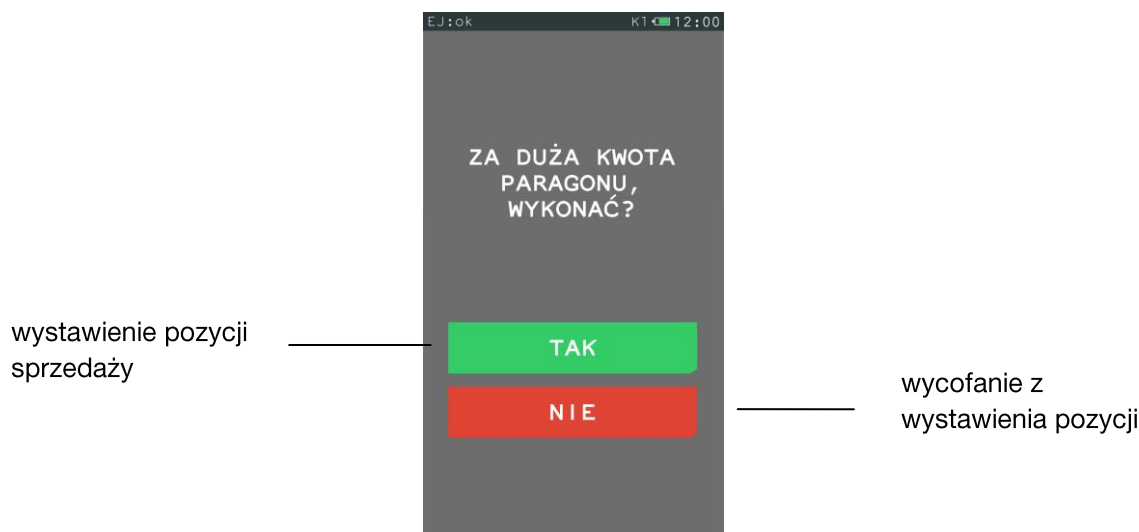 EJ:ok K1 12:00
ZA DUŻA KWOTA
PARAGONU,
WYKONAĆ?
wystawienie pozycji
sprzedaży
TAK
NIE
wycofanie z
wystawienia pozycji